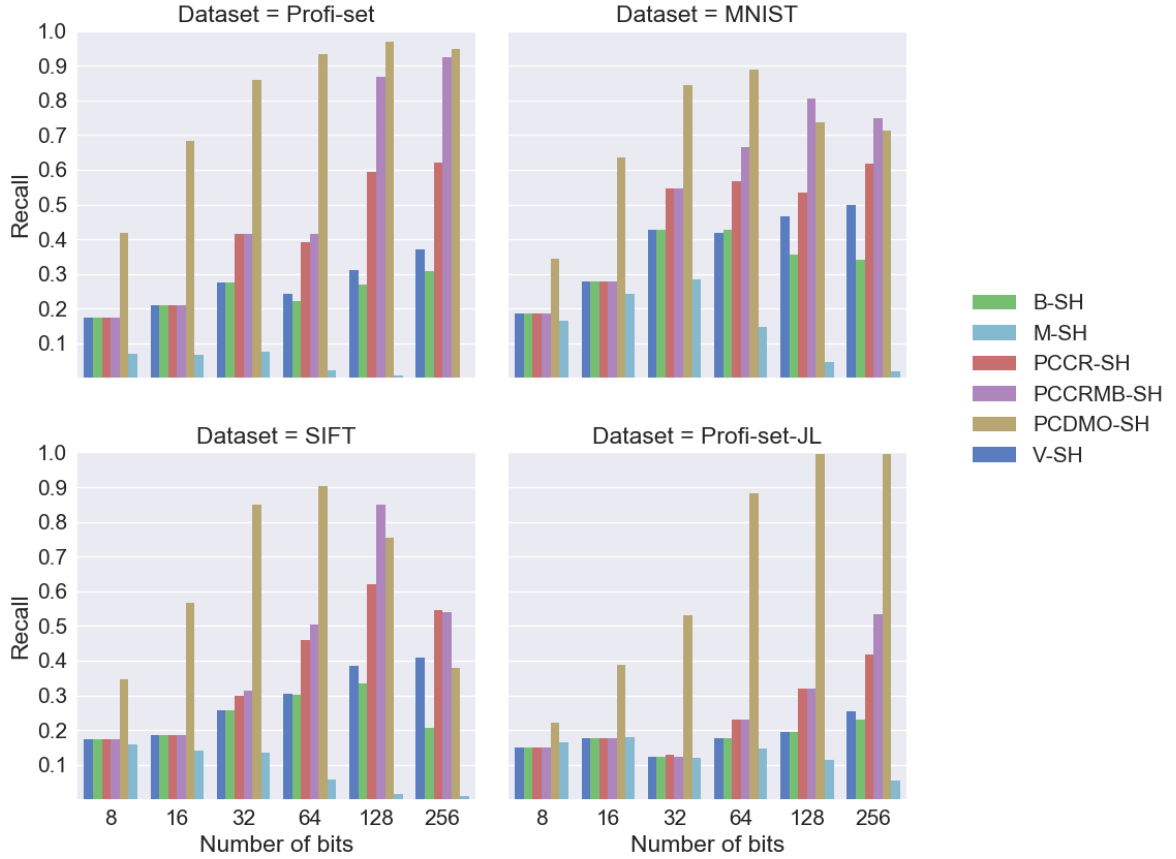 Dataset = Profi-set
Dataset = MNIST
1.0
0.9
0.8
0.7
0.6
0.5
0.4
0.3
0.2
0.1
Recall
B-SH
M-SH
PCCR-SH
PCCRMB-SH
PCDMO-SH
V-SH
Dataset = SIFT
Dataset = Profi-set-JL
1.0
0.9
0.8
0.7
0.6
0.5
0.4
0.3
0.2
0.1
Recall
8 16 32 64 128 256
8 16 32 64 128 256
Number of bits
Number of bits